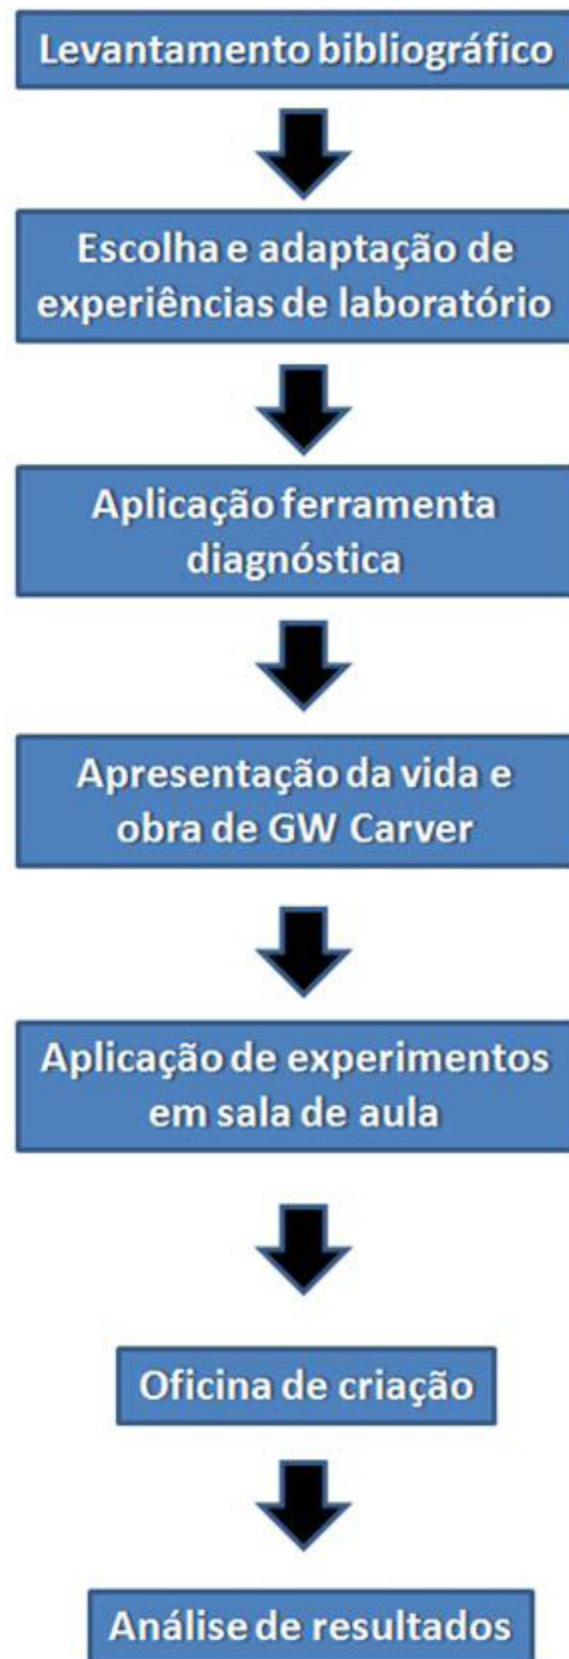 Levantamento bibliográfico
Escolha e adaptação de
experiências de laboratório
Aplicação ferramenta
diagnóstica
Apresentação da vida e
obra de GW Carver
Aplicação de experimentos
em sala de aula
Oficina de criação
Análise de resultados